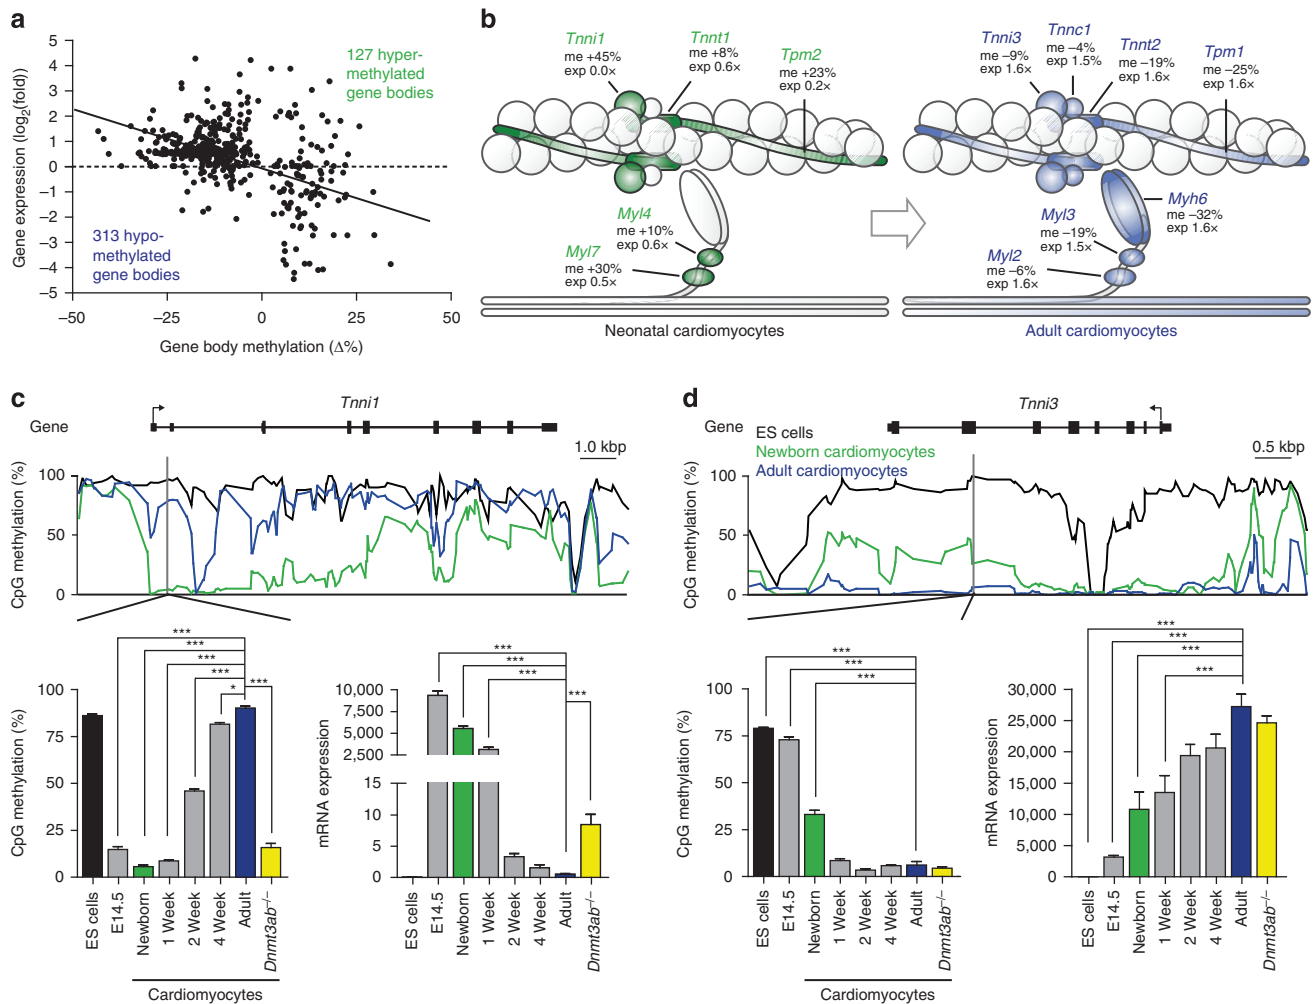 a
Gene expression (log2(fold))
5
4
3
2
1
0
−1
−2
−3
−4
−5
127 hyper-
methylated
gene bodies
313 hypo-
methylated
gene bodies
−50
−25
0
25
50
Gene body methylation (Δ%)
b
Tnni1
me +45%
exp 0.0×
Tnnt1
me +8%
exp 0.6×
Tpm2
me +23%
exp 0.2×
Myl4
me +10%
exp 0.6×
Myl7
me +30%
exp 0.5×
Neonatal cardiomyocytes
Tnni3
me −9%
exp 1.6×
Tnnc1
me −4%
exp 1.5%
Tnnt2
me −19%
exp 1.6×
Tpm1
me −25%
exp 1.6×
Myh6
me −32%
exp 1.6×
Myl3
me −19%
exp 1.5×
Myl2
me −6%
exp 1.6×
Adult cardiomyocytes
c
Tnni1
Gene
1.0 kbp
CpG methylation (%)
100
50
0
CpG methylation (%)
100
75
50
25
0
***
***
***
***
*
***
ES cells
E14.5
Newborn
1 Week
2 Week
4 Week
Adult
Dnmt3ab−/−
Cardiomyocytes
mRNA expression
10,000
7,500
5,000
2,500
15
10
5
0
***
***
***
***
ES cells
E14.5
Newborn
1 Week
2 Week
4 Week
Adult
Dnmt3ab−/−
d
Tnni3
Gene
ES cells
Newborn cardiomyocytes
Adult cardiomyocytes
0.5 kbp
CpG methylation (%)
100
50
0
CpG methylation (%)
100
75
50
25
0
***
***
***
ES cells
E14.5
Newborn
1 Week
2 Week
4 Week
Adult
Dnmt3ab−/−
Cardiomyocytes
mRNA expression
30,000
25,000
20,000
15,000
10,000
5,000
0
***
***
***
***
ES cells
E14.5
Newborn
1 Week
2 Week
4 Week
Adult
Dnmt3ab−/−